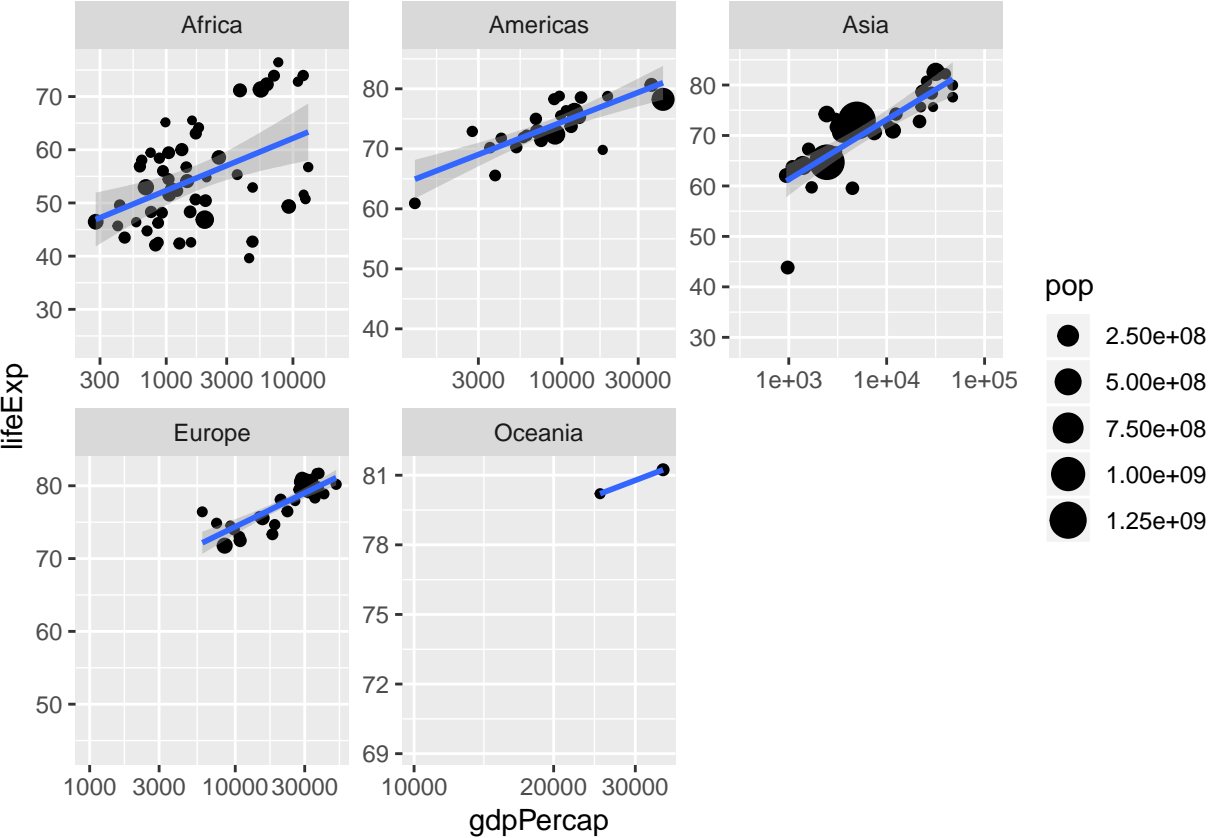 Africa
Americas
Asia
70
60
50
40
30
80
70
60
50
40
80
70
60
50
40
30
300 1000 3000 10000
3000 10000 30000
1e+03 1e+04 1e+05
lifeExp
Europe
Oceania
80
70
60
50
81
78
75
72
69
1000 3000 10000 30000
10000 20000 30000
gdpPercap
pop
2.50e+08
5.00e+08
7.50e+08
1.00e+09
1.25e+09